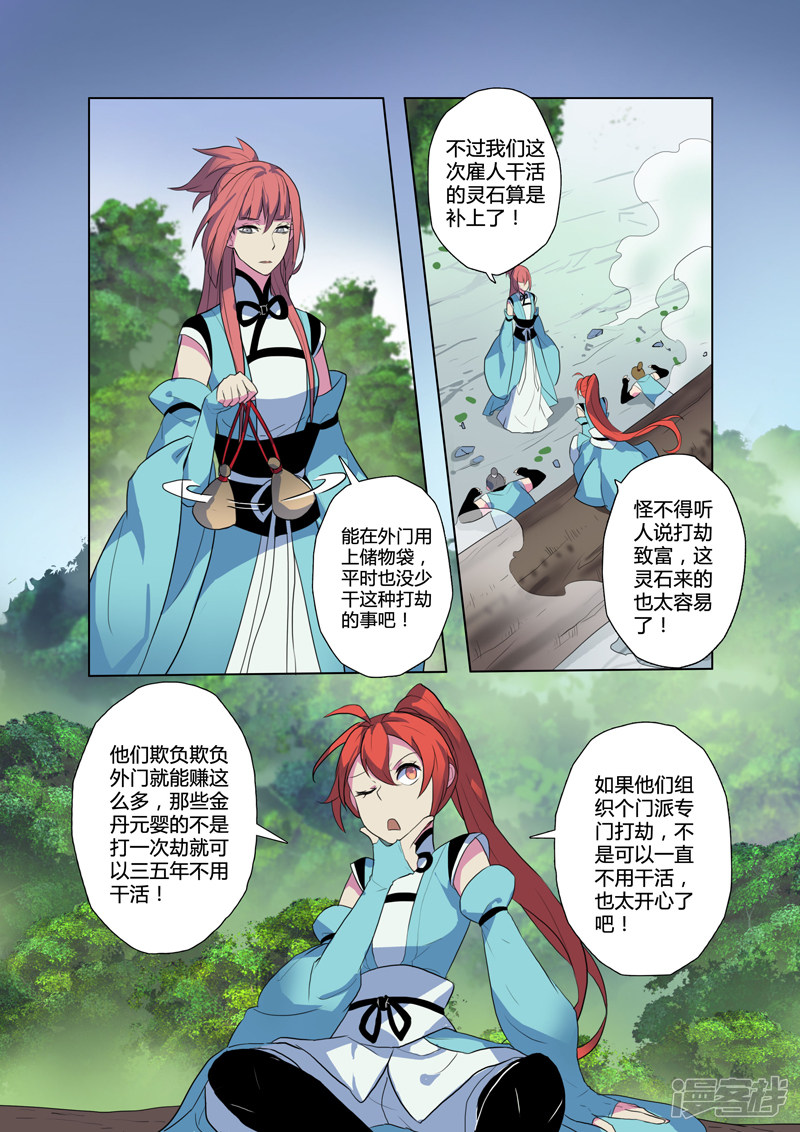 能在外门用
上储物袋，
平时也没少
干这种打劫
的事吧！
不过我们这
次雇人干活
的灵石算是
补上了！
怪不得听
人说打劫
致富，这
灵石来的
也太容易
了！
他们欺负欺负
外门就能赚这
么多，那些金
丹元婴的不是
打一次劫就可
以三五年不用
干活！
如果他们组
织个门派专
门打劫，不
是可以一直
不用干活，
也太开心了
吧！
漫客栈